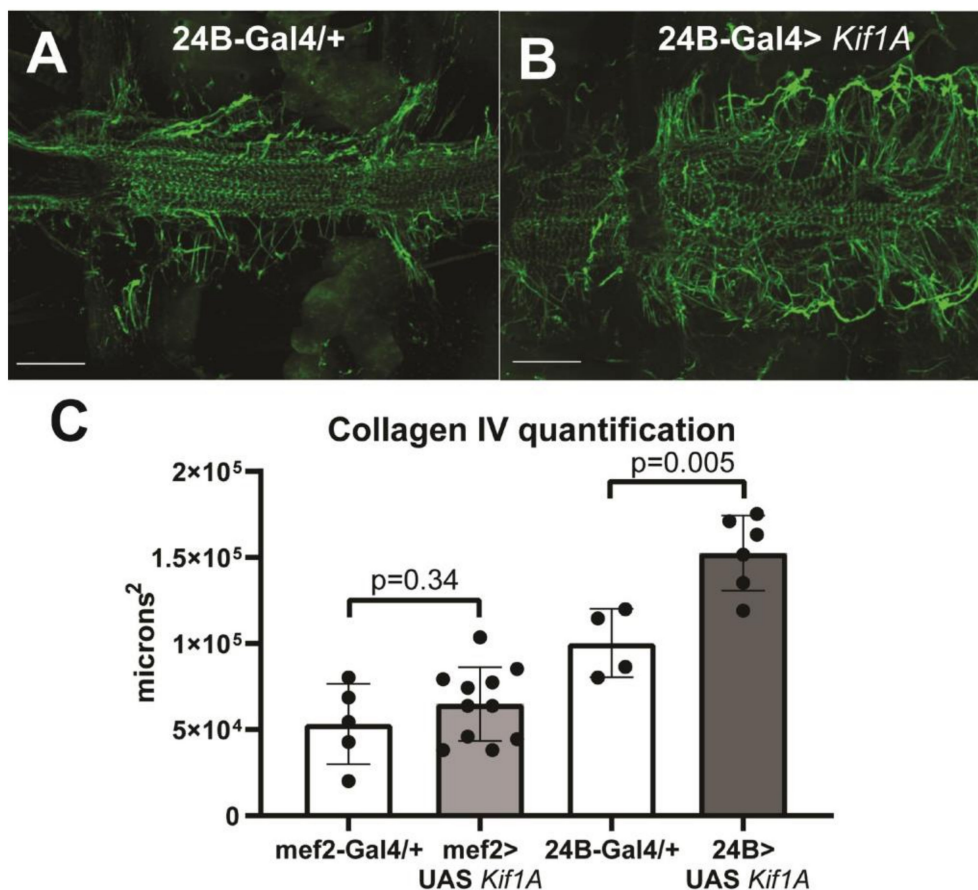 A
24B-Gal4/+
B
24B-Gal4> Kif1A
C
Collagen IV quantification
2×10⁵
p=0.005
1.5×10⁵
p=0.34
1×10⁵
5×10⁴
0
microns²
mef2-Gal4/+
mef2>
UAS Kif1A
24B-Gal4/+
24B>
UAS Kif1A